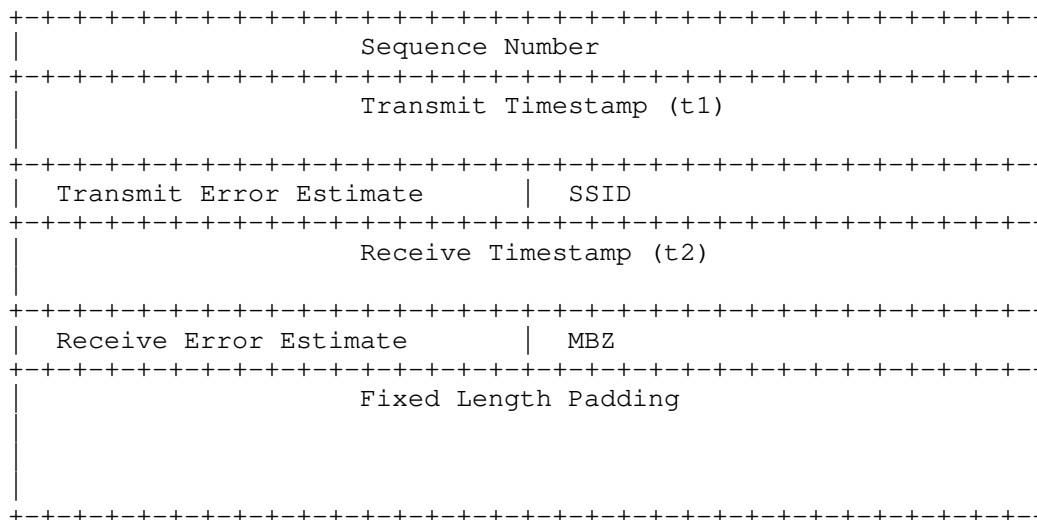 Sequence Number
Transmit Timestamp (t1)
Transmit Error Estimate | SSID
Receive Timestamp (t2)
Receive Error Estimate | MBZ
Fixed Length Padding